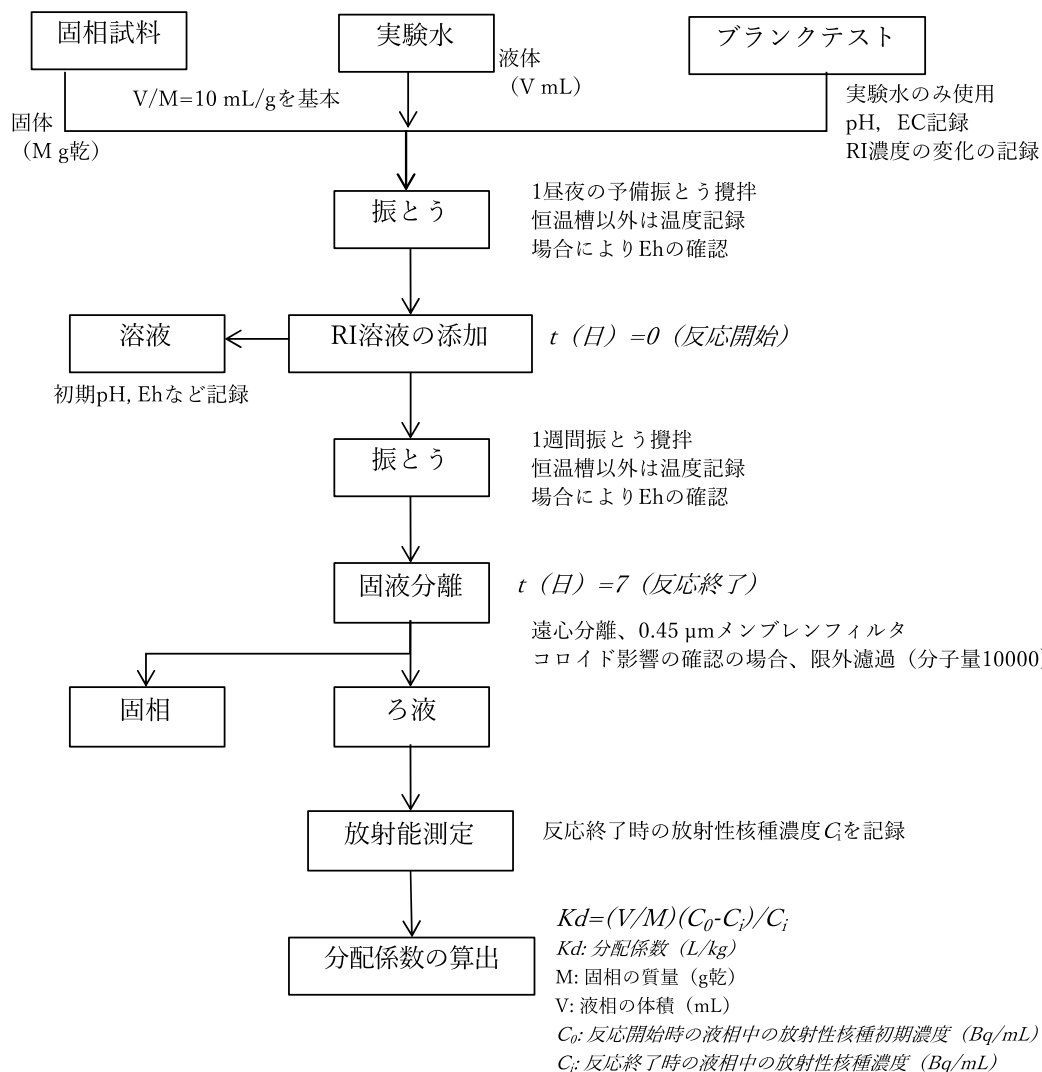 固相試料
実験水
ブランクテスト
液体
（V mL）
V/M=10 mL/gを基本
固体
（M g乾）
実験水のみ使用
pH，EC記録
RI濃度の変化の記録
振とう
1昼夜の予備振とう攪拌
恒温槽以外は温度記録
場合によりEhの確認
溶液
RI溶液の添加
t（日）=0（反応開始）
初期pH, Ehなど記録
振とう
1週間振とう攪拌
恒温槽以外は温度記録
場合によりEhの確認
固液分離
t（日）=7（反応終了）
遠心分離、0.45 µmメンブレンフィルタ
コロイド影響の確認の場合、限外濾過（分子量10000）
固相
ろ液
放射能測定
反応終了時の放射性核種濃度Ciを記録
分配係数の算出
Kd=(V/M)(C0-Ci)/Ci
Kd: 分配係数（L/kg）
M: 固相の質量（g乾）
V: 液相の体積（mL）
C0: 反応開始時の液相中の放射性核種初期濃度（Bq/mL）
Ci: 反応終了時の液相中の放射性核種濃度（Bq/mL）